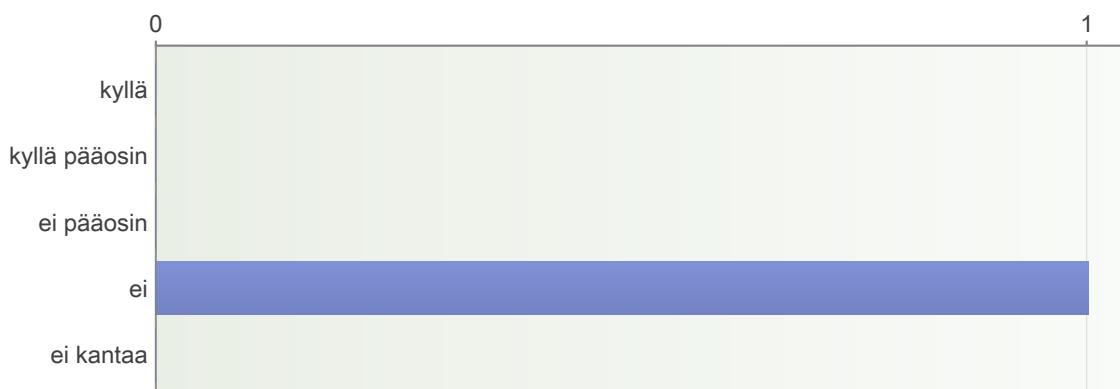 0 1
kyllä
kyllä pääosin
ei pääosin
ei
ei kantaa